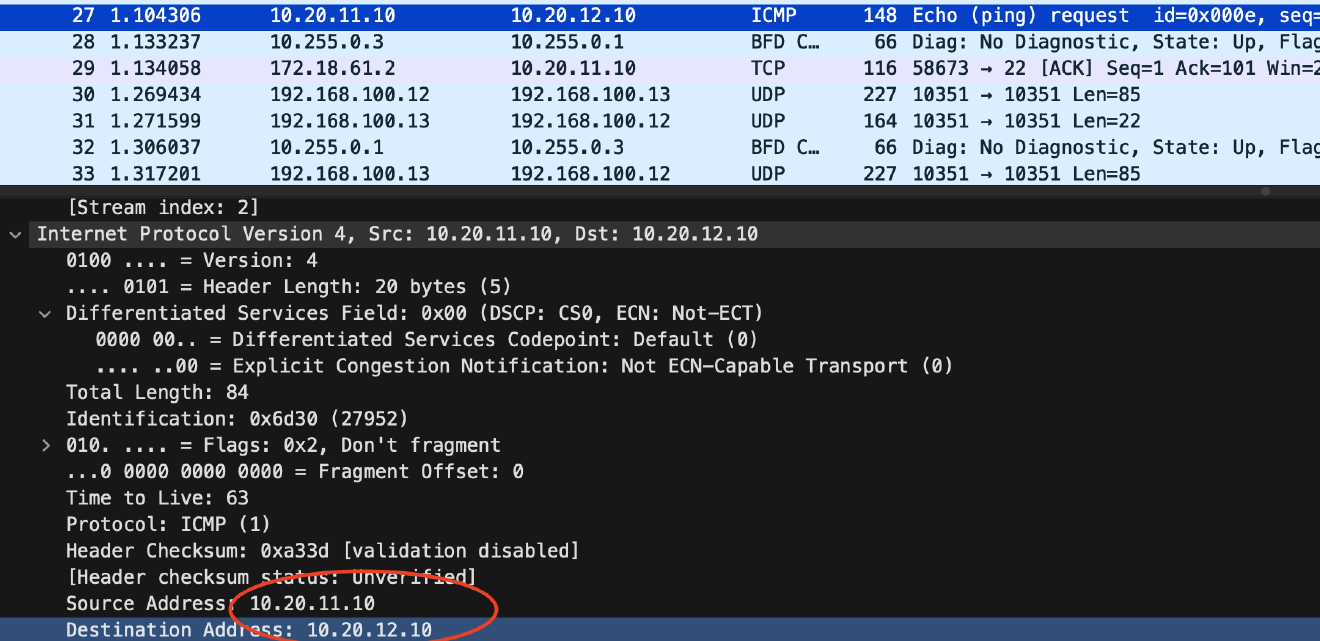 27 1.104306 10.20.11.10 10.20.12.10 ICMP 148 Echo (ping) request id=0x000e, seq=
28 1.133237 10.255.0.3 10.255.0.1 BFD C… 66 Diag: No Diagnostic, State: Up, Flag
29 1.134058 172.18.61.2 10.20.11.10 TCP 116 58673 → 22 [ACK] Seq=1 Ack=101 Win=2
30 1.269434 192.168.100.12 192.168.100.13 UDP 227 10351 → 10351 Len=85
31 1.271599 192.168.100.13 192.168.100.12 UDP 164 10351 → 10351 Len=22
32 1.306037 10.255.0.1 10.255.0.3 BFD C… 66 Diag: No Diagnostic, State: Up, Flag
33 1.317201 192.168.100.13 192.168.100.12 UDP 227 10351 → 10351 Len=85
[Stream index: 2]
Internet Protocol Version 4, Src: 10.20.11.10, Dst: 10.20.12.10
0100 .... = Version: 4
.... 0101 = Header Length: 20 bytes (5)
Differentiated Services Field: 0x00 (DSCP: CS0, ECN: Not-ECT)
0000 00.. = Differentiated Services Codepoint: Default (0)
.... ..00 = Explicit Congestion Notification: Not ECN-Capable Transport (0)
Total Length: 84
Identification: 0x6d30 (27952)
010. .... = Flags: 0x2, Don't fragment
...0 0000 0000 0000 = Fragment Offset: 0
Time to Live: 63
Protocol: ICMP (1)
Header Checksum: 0xa33d [validation disabled]
[Header checksum status: Unverified]
Source Address: 10.20.11.10
Destination Address: 10.20.12.10